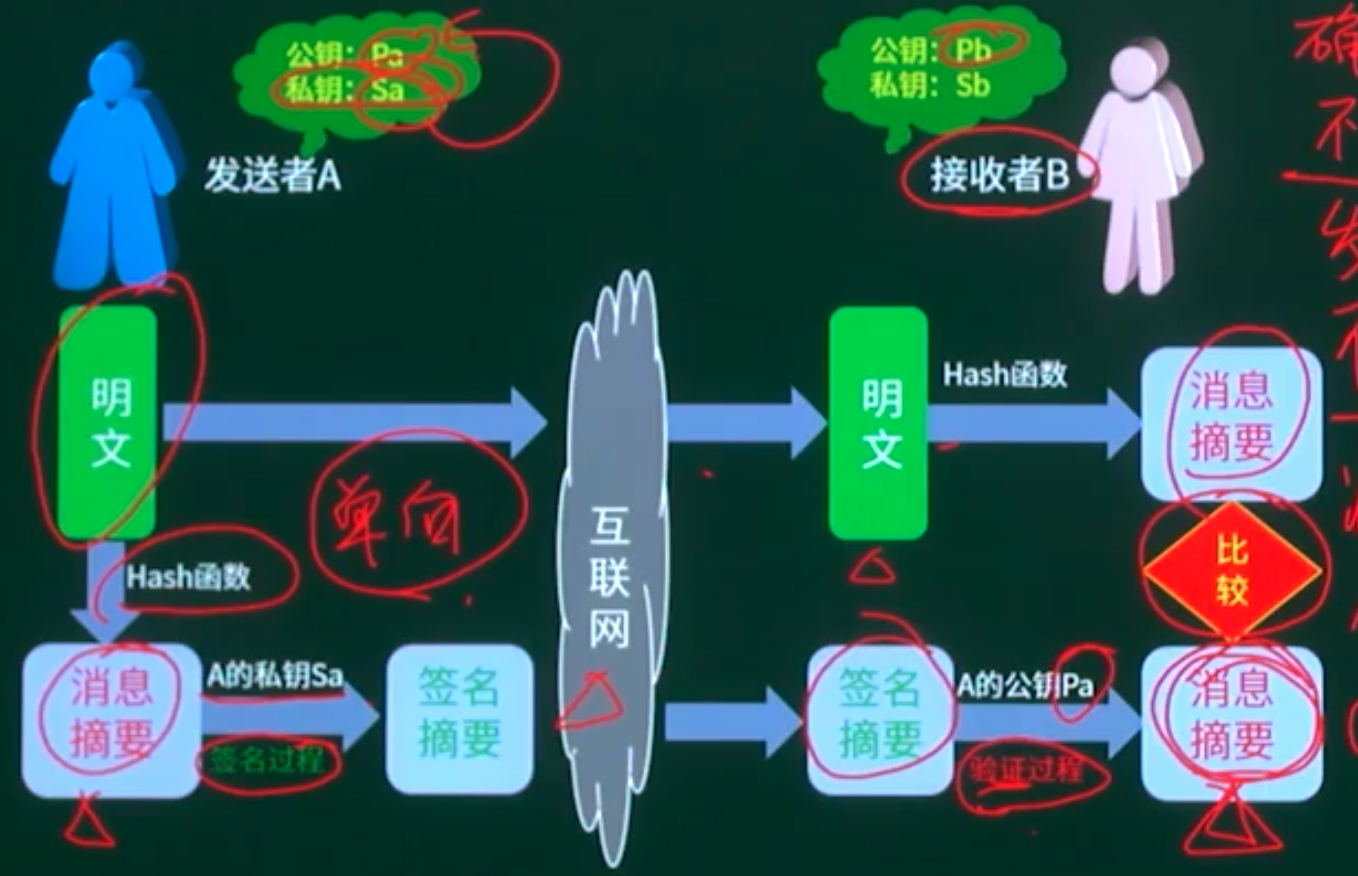 公钥：Pa
私钥：Sa
公钥：Pb
私钥：Sb
确
不
发送者A
接收者B
明文
明文
Hash函数
消息
摘要
单向
互联网
Hash函数
比较
消息
摘要
A的私钥Sa
签名过程
签名
摘要
签名
摘要
A的公钥Pa
验证过程
消息
摘要